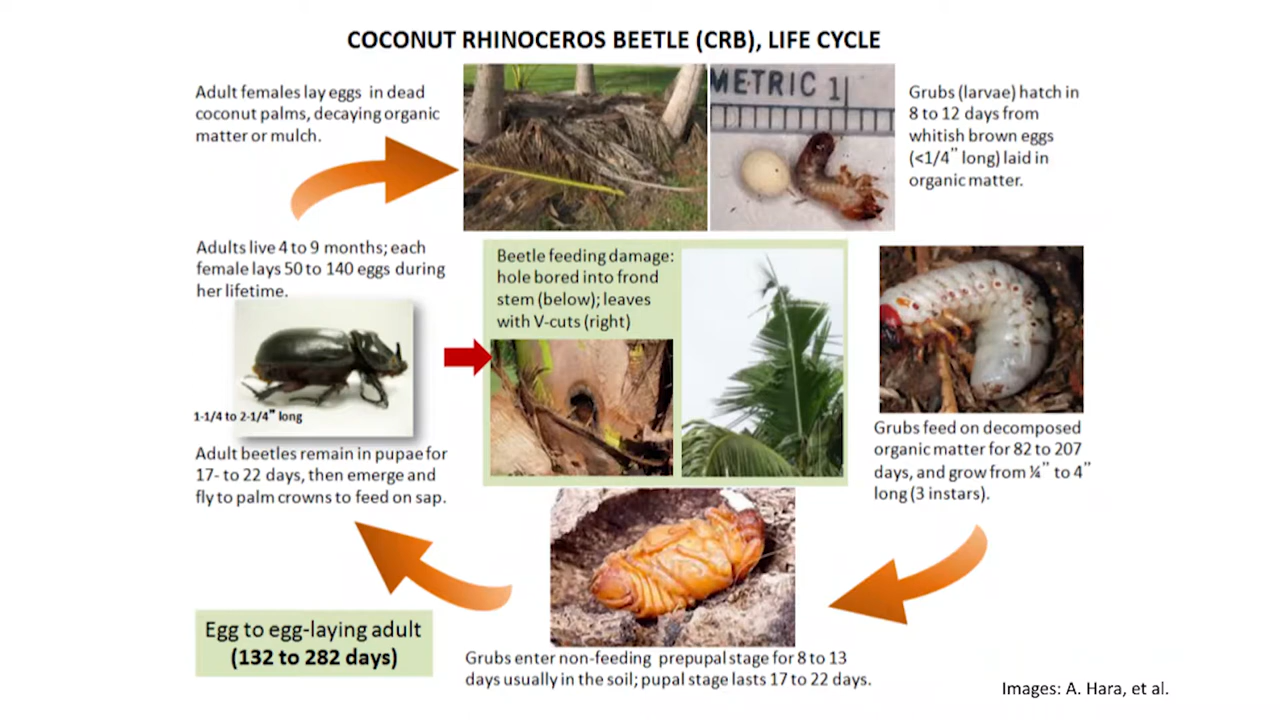 COCONUT RHINOCEROS BEETLE (CRB), LIFE CYCLE
Adult females lay eggs in dead
coconut palms, decaying organic
matter or mulch.
METRIC 1
Grubs (larvae) hatch in
8 to 12 days from
whitish brown eggs
(<1/4" long) laid in
organic matter.
Adults live 4 to 9 months; each
female lays 50 to 140 eggs during
her lifetime.
1-1/4 to 2-1/4" long
Beetle feeding damage:
hole bored into frond
stem (below); leaves
with V-cuts (right)
Grubs feed on decomposed
organic matter for 82 to 207
days, and grow from ¼" to 4"
long (3 instars).
Adult beetles remain in pupae for
17- to 22 days, then emerge and
fly to palm crowns to feed on sap.
Egg to egg-laying adult
(132 to 282 days)
Grubs enter non-feeding prepupal stage for 8 to 13
days usually in the soil; pupal stage lasts 17 to 22 days.
Images: A. Hara, et al.